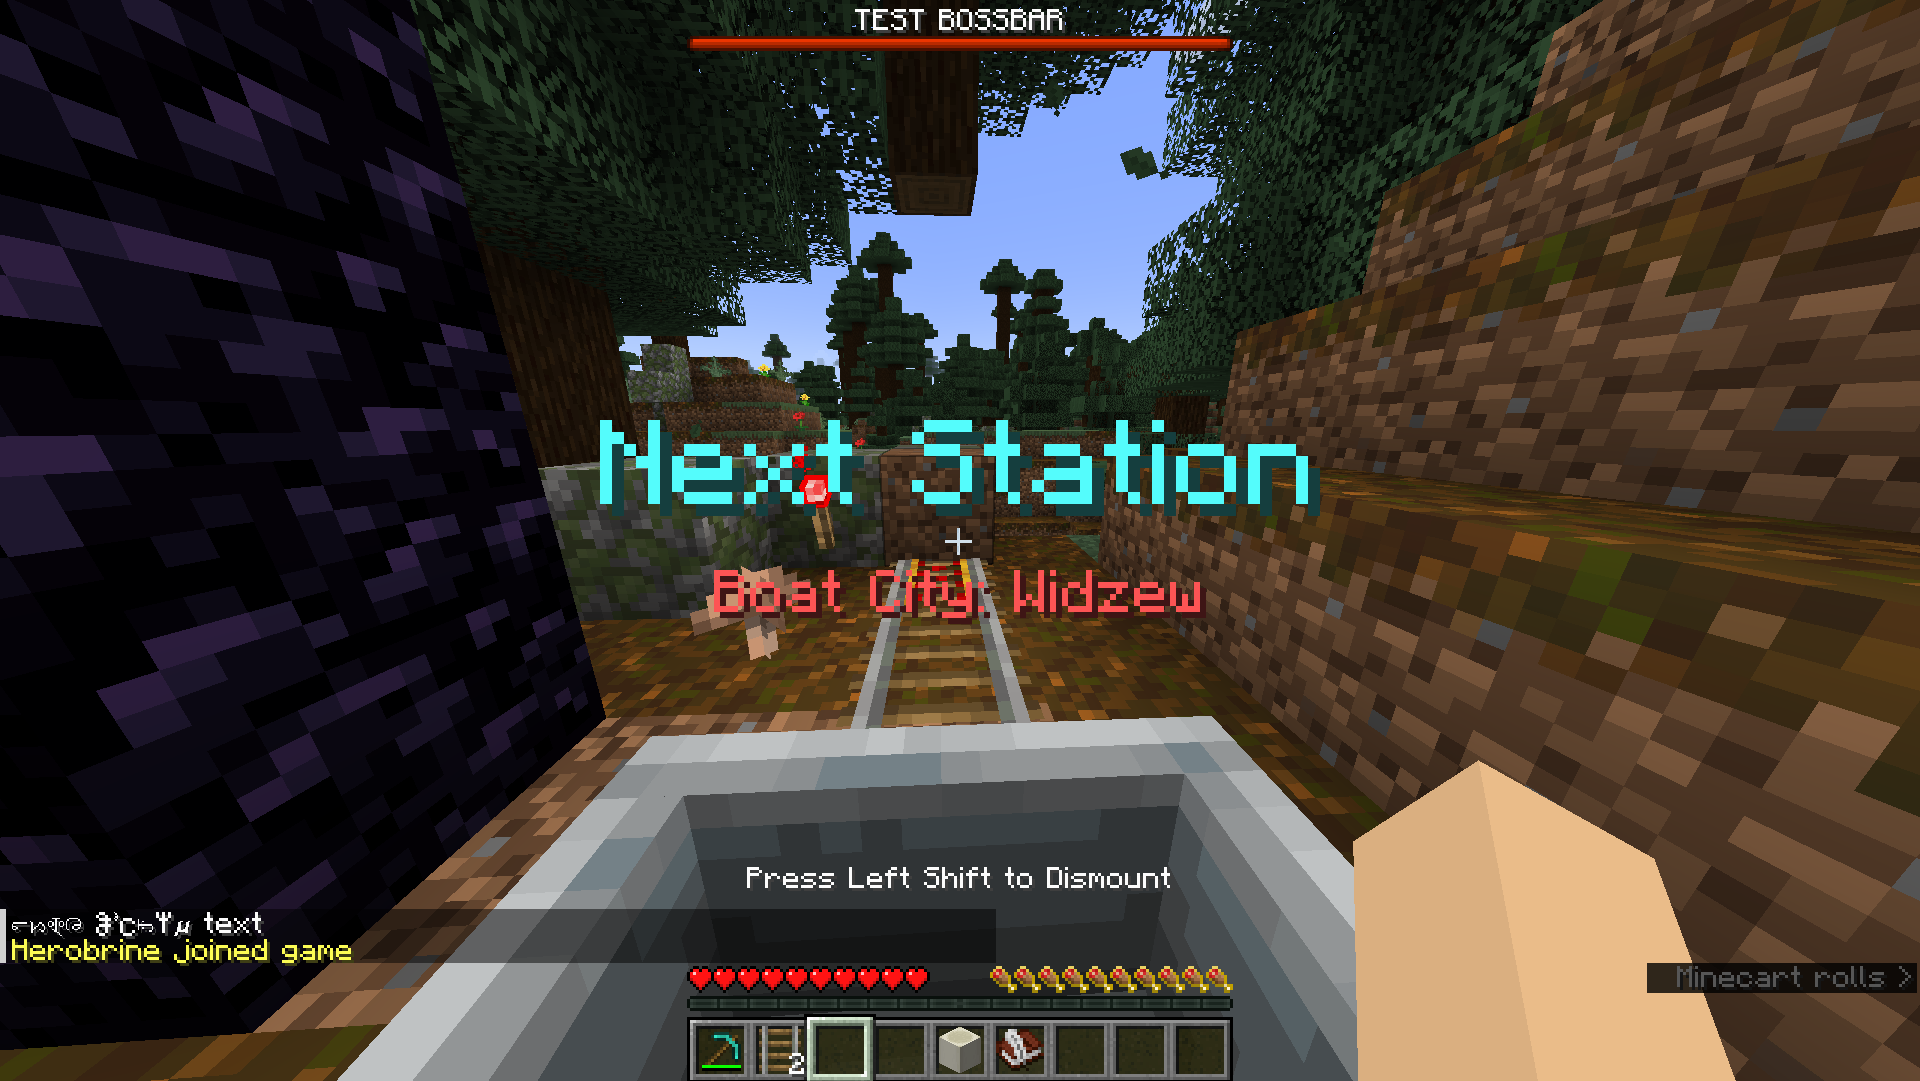 TEST BOSSBAR
Next Station
Boat City: Widzew
Press Left Shift to Dismount
text
Herobrine joined game
Minecart rolls >
2